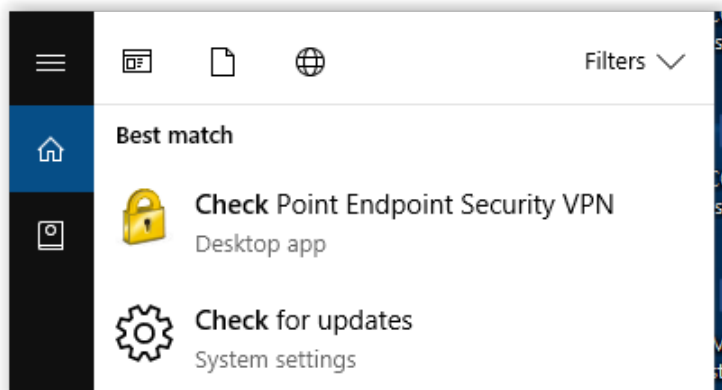 Filters
Best match
Check Point Endpoint Security VPN
Desktop app
Check for updates
System settings